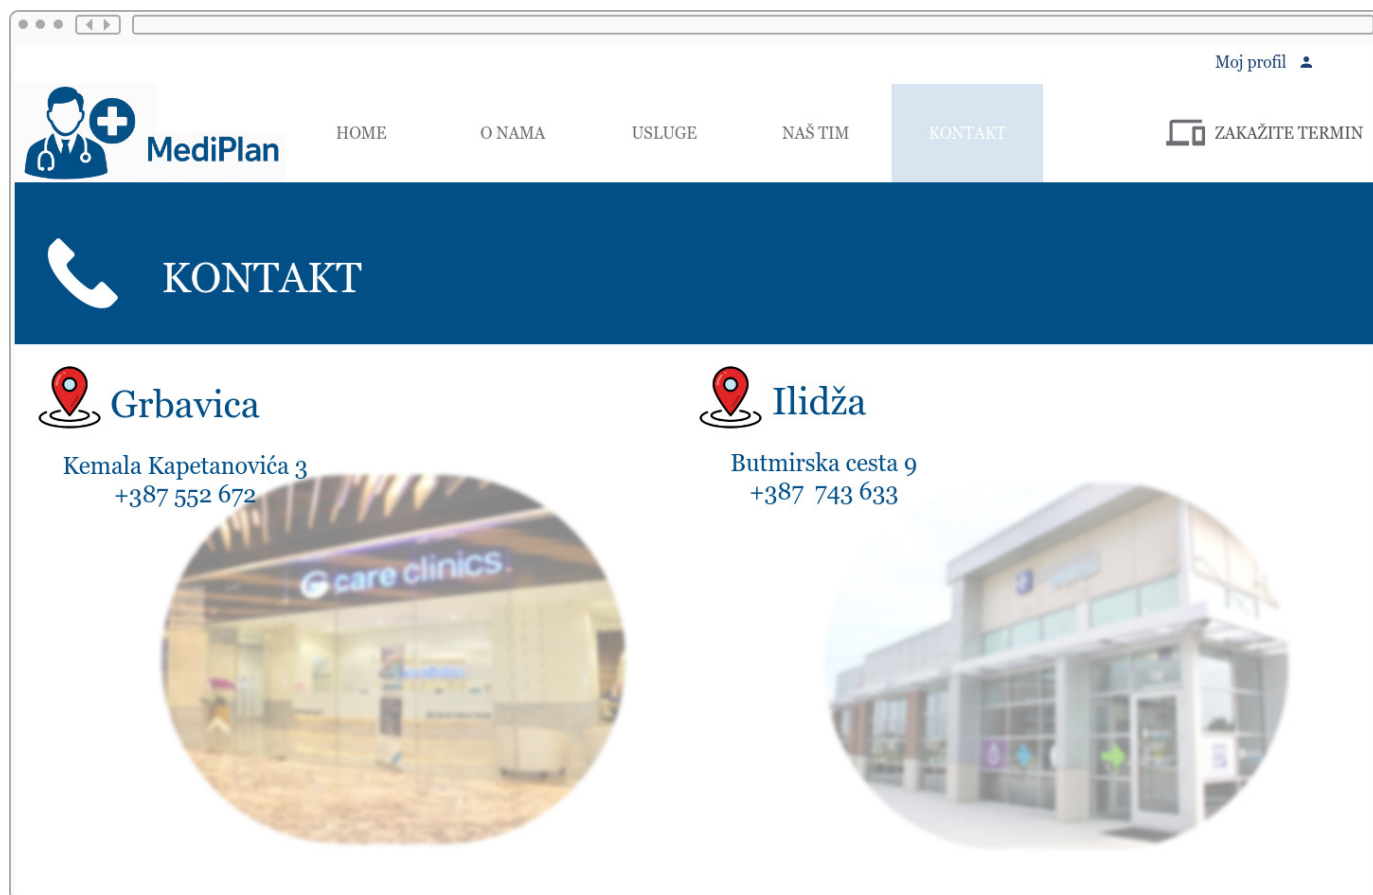 Moj profil
MediPlan
HOME
O NAMA
USLUGE
NAŠ TIM
KONTAKT
ZAKAŽITE TERMIN
KONTAKT
Grbavica
Kemala Kapetanovića 3
+387 552 672
care clinics
Ilidža
Butmirska cesta 9
+387 743 633